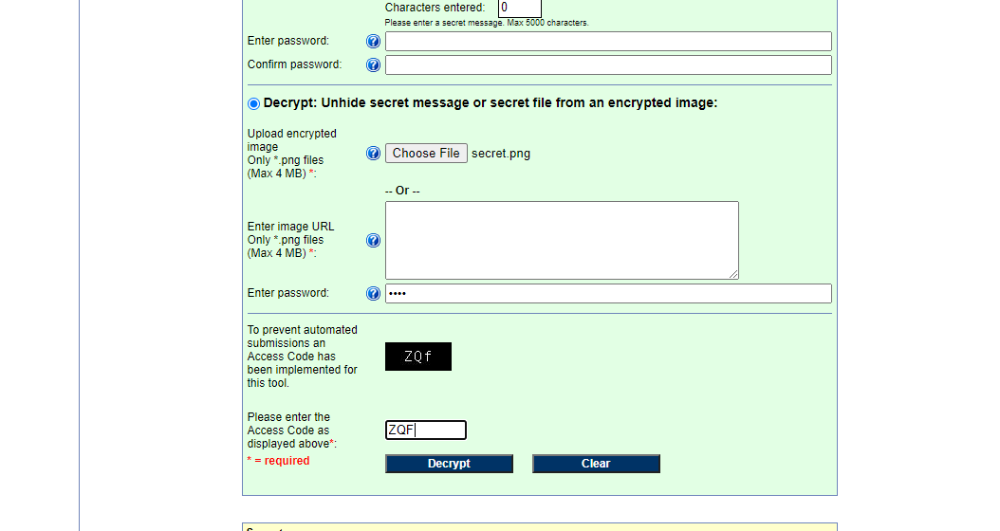 Characters entered: 0
Please enter a secret message. Max 5000 characters.
Enter password:
Confirm password:
Decrypt: Unhide secret message or secret file from an encrypted image:
Upload encrypted
image
Only *.png files
(Max 4 MB) *:
Choose File secret.png
-- Or --
Enter image URL
Only *.png files
(Max 4 MB) *:
Enter password: ••••
To prevent automated
submissions an
Access Code has
been implemented for
this tool.
ZQf
Please enter the
Access Code as
displayed above*:
ZQF
* = required
Decrypt Clear